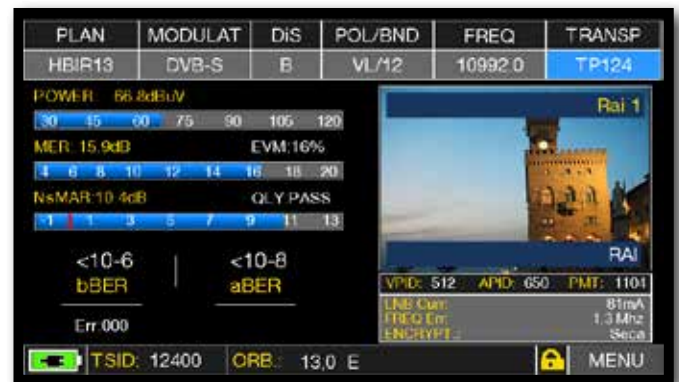 PLAN MODULAT DiS POL/BND FREQ TRANSP
HBIR13 DVB-S B VL/12 10992.0 TP124
POWER: 66.8dBuV
30 45 60 75 90 105 120
MER: 15.9dB EVM:16%
4 6 8 10 12 14 16 18 20
NsMAR:10.4dB QLY:PASS
-1 1 3 5 7 9 11 13
<10-6 <10-8
bBER aBER
Err:000
Rai 1
RAI
VPID: 512 APID: 650 PMT: 1104
LNB Curr: 81mA
FREQ Err: 1.3 Mhz
ENCRYPT.: Seca
TSID: 12400 ORB.: 13,0 E MENU